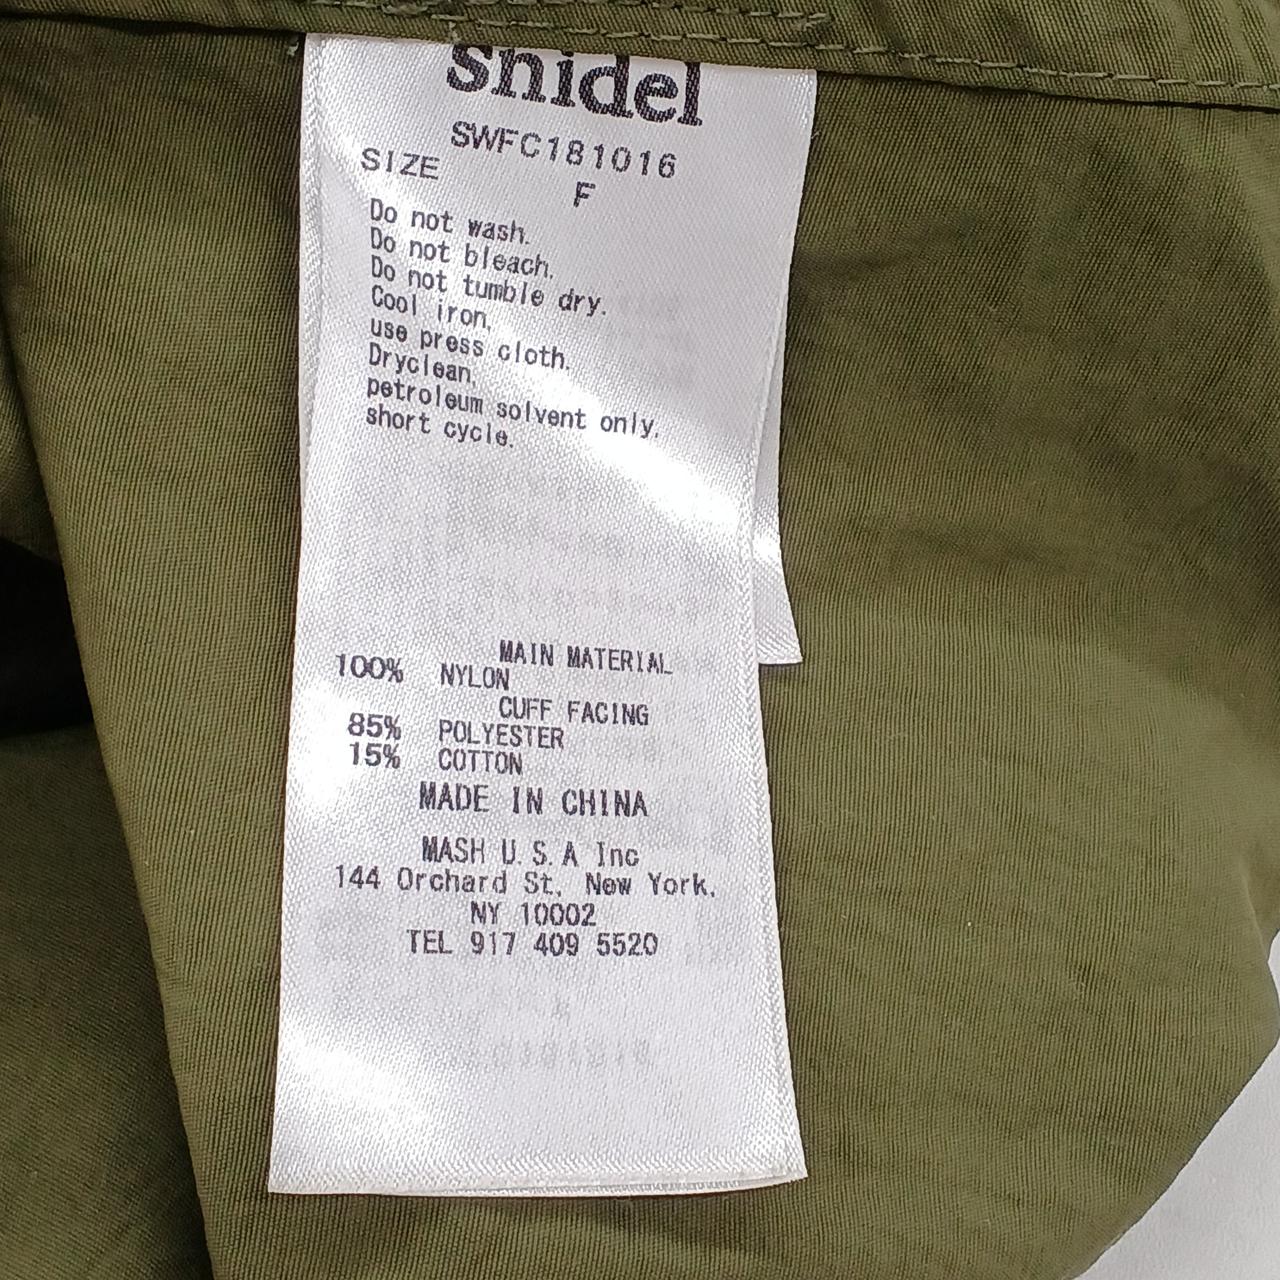 snidel
SWFC181016
SIZE F
Do not wash.
Do not bleach.
Do not tumble dry.
Cool iron.
use press cloth.
Dryclean.
petroleum solvent only.
short cycle.
MAIN MATERIAL
100% NYLON
CUFF FACING
85% POLYESTER
15% COTTON
MADE IN CHINA
MASH U.S.A Inc
144 Orchard St. New York.
NY 10002
TEL 917 409 5520